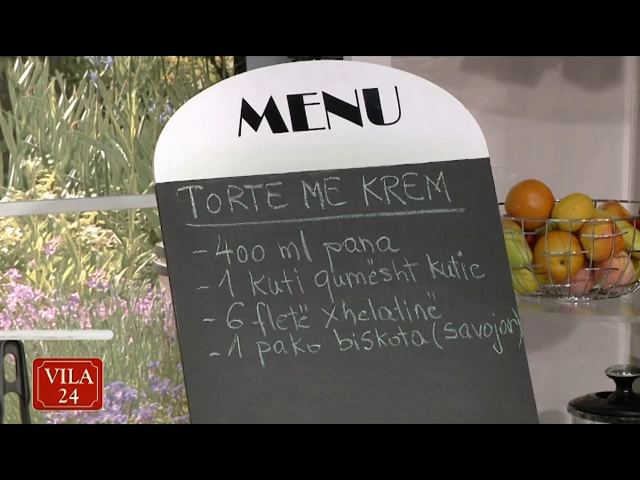 MENU
TORTE ME KREM
- 400 ml pana
- 1 kuti qumësht kutie
- 6 fletë xhelatinë
- 1 pako biskota (savojar)
VILA
24